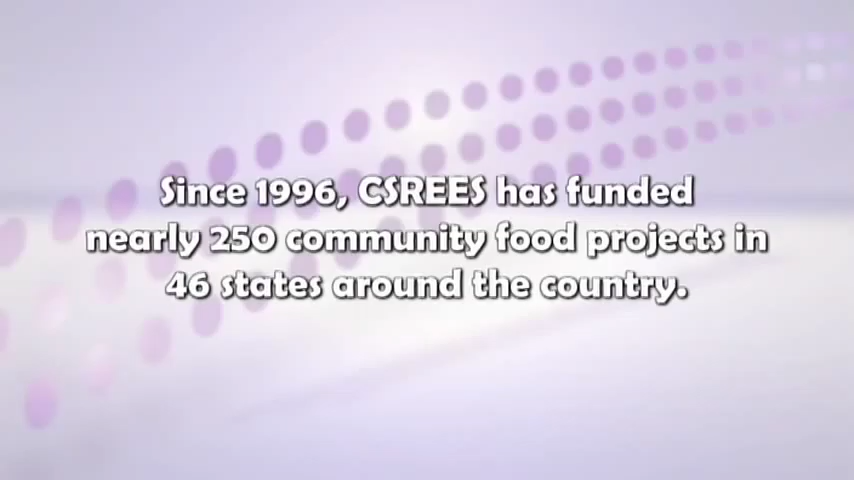 Since 1996, CSREES has funded
nearly 250 community food projects in
46 states around the country.